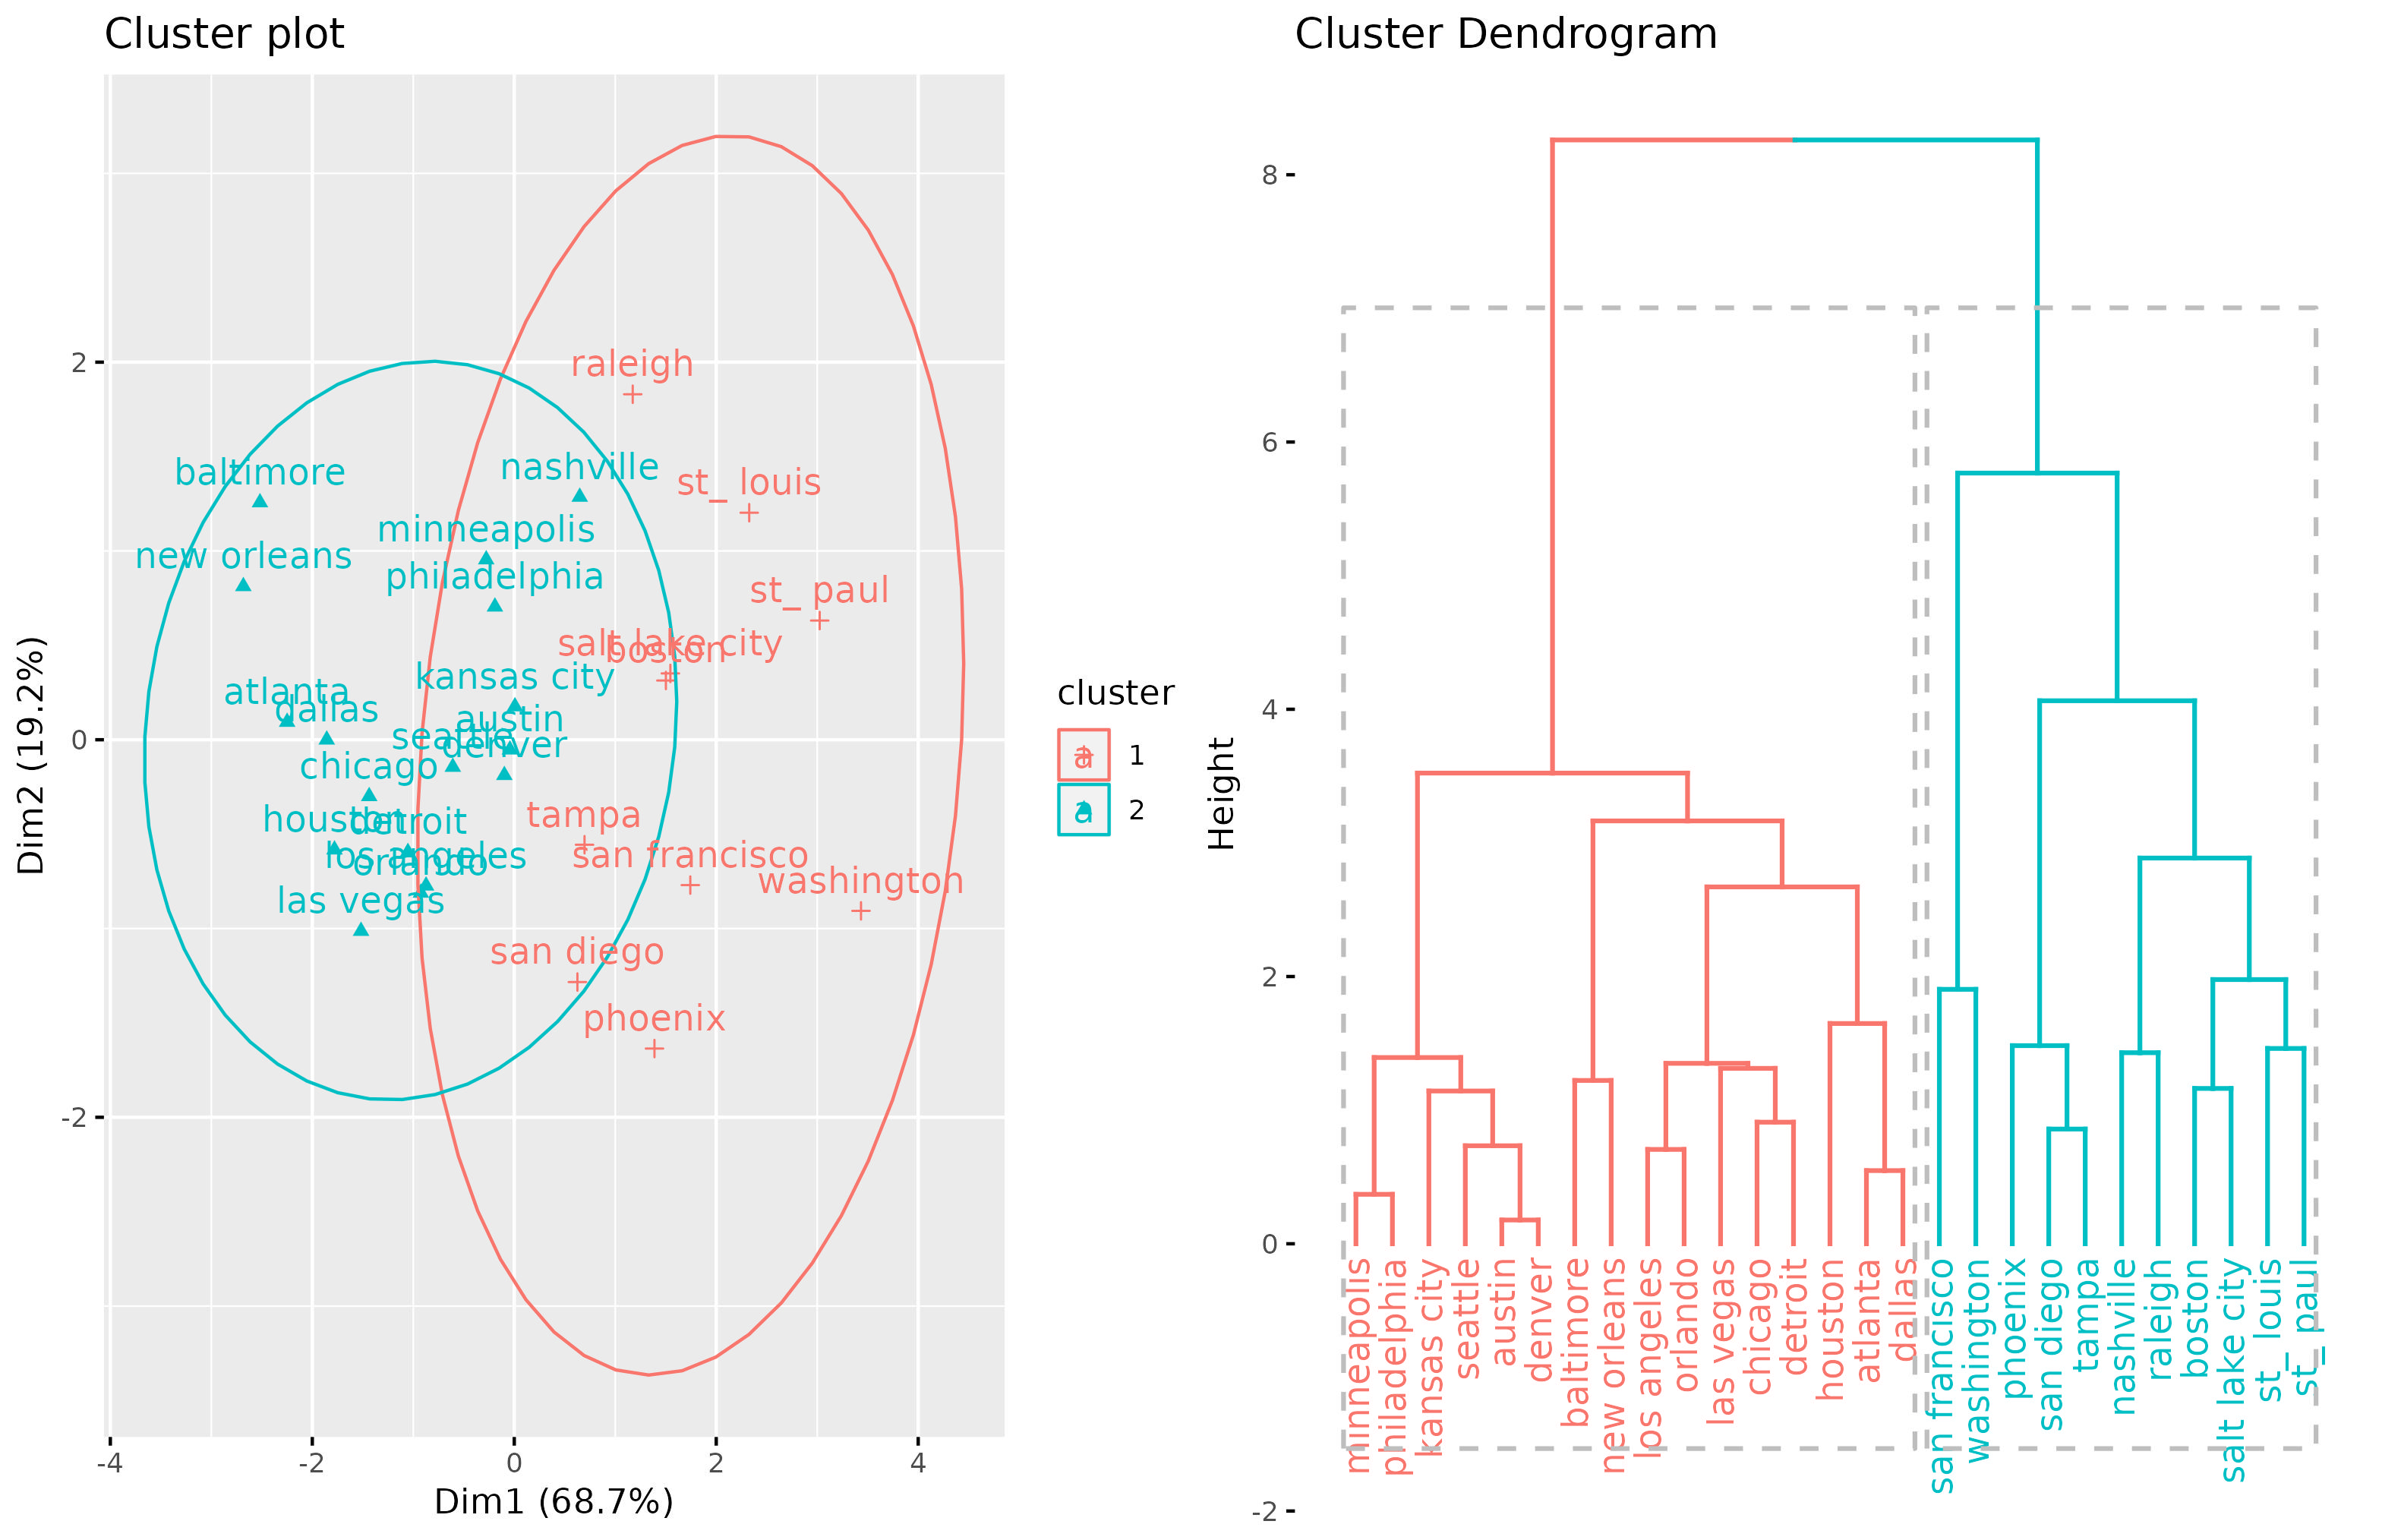 Cluster plot
raleigh
baltimore
nashville
st_ louis
minneapolis
new orleans
philadelphia
st_ paul
salt lake city
boston
kansas city
atlanta
dallas
austin
seattle
denver
chicago
tampa
houston
detroit
los angeles
orlando
san francisco
washington
las vegas
san diego
phoenix
2
0
-2
-4
-2
0
2
4
Dim1 (68.7%)
Dim2 (19.2%)
cluster
a 1
a 2
Cluster Dendrogram
8
6
4
2
0
-2
Height
minneapolis
philadelphia
kansas city
seattle
austin
denver
baltimore
new orleans
los angeles
orlando
las vegas
chicago
detroit
houston
atlanta
dallas
san francisco
washington
phoenix
san diego
tampa
nashville
raleigh
boston
salt lake city
st_ louis
st_ paul